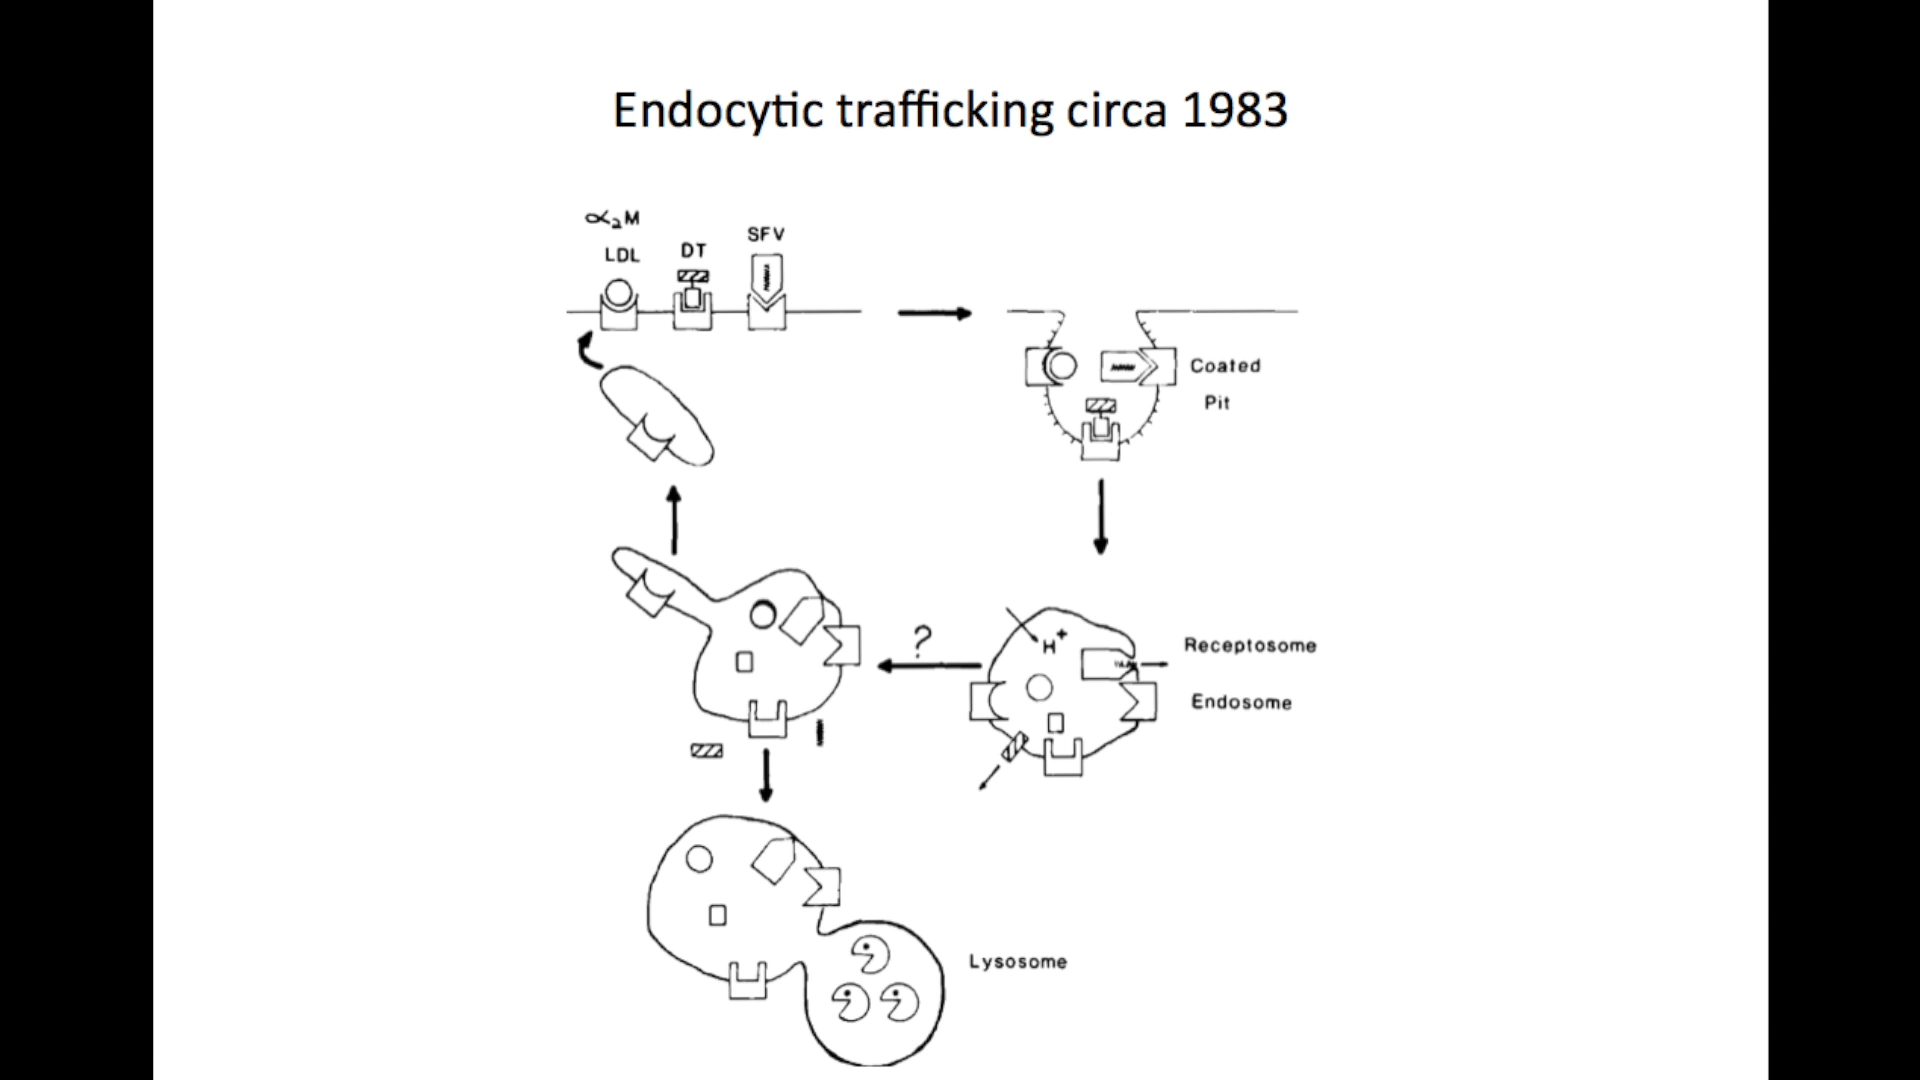 Endocytic trafficking circa 1983
α₂M
LDL
DT
SFV
Coated
Pit
?
H⁺
Receptosome
Endosome
Lysosome